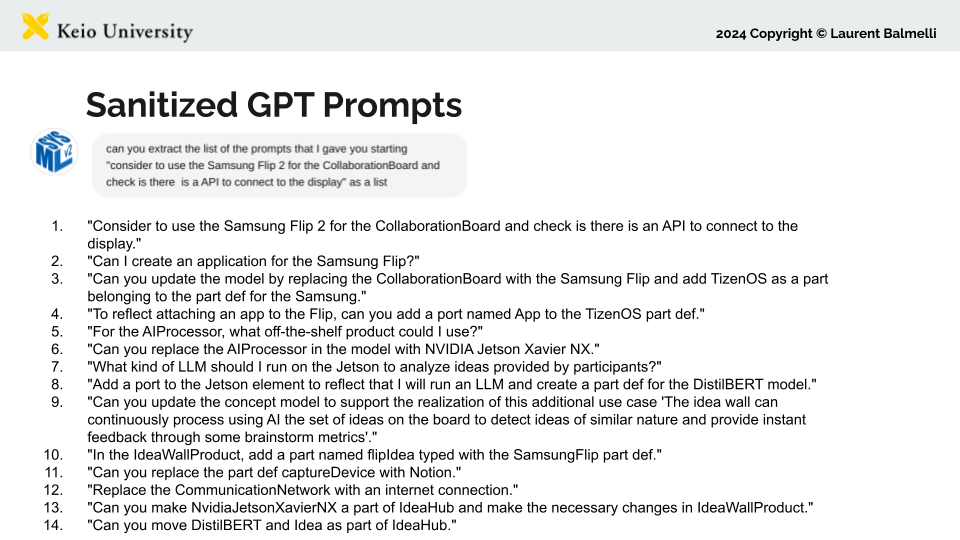 Keio University
2024 Copyright © Laurent Balmelli
Sanitized GPT Prompts
SYS
ML v2
can you extract the list of the prompts that I gave you starting
"consider to use the Samsung Flip 2 for the CollaborationBoard and
check is there  is a API to connect to the display" as a list
1. "Consider to use the Samsung Flip 2 for the CollaborationBoard and check is there is an API to connect to the
display."
2. "Can I create an application for the Samsung Flip?"
3. "Can you update the model by replacing the CollaborationBoard with the Samsung Flip and add TizenOS as a part
belonging to the part def for the Samsung."
4. "To reflect attaching an app to the Flip, can you add a port named App to the TizenOS part def."
5. "For the AIProcessor, what off-the-shelf product could I use?"
6. "Can you replace the AIProcessor in the model with NVIDIA Jetson Xavier NX."
7. "What kind of LLM should I run on the Jetson to analyze ideas provided by participants?"
8. "Add a port to the Jetson element to reflect that I will run an LLM and create a part def for the DistilBERT model."
9. "Can you update the concept model to support the realization of this additional use case 'The idea wall can
continuously process using AI the set of ideas on the board to detect ideas of similar nature and provide instant
feedback through some brainstorm metrics'."
10. "In the IdeaWallProduct, add a part named flipIdea typed with the SamsungFlip part def."
11. "Can you replace the part def captureDevice with Notion."
12. "Replace the CommunicationNetwork with an internet connection."
13. "Can you make NvidiaJetsonXavierNX a part of IdeaHub and make the necessary changes in IdeaWallProduct."
14. "Can you move DistilBERT and Idea as part of IdeaHub."